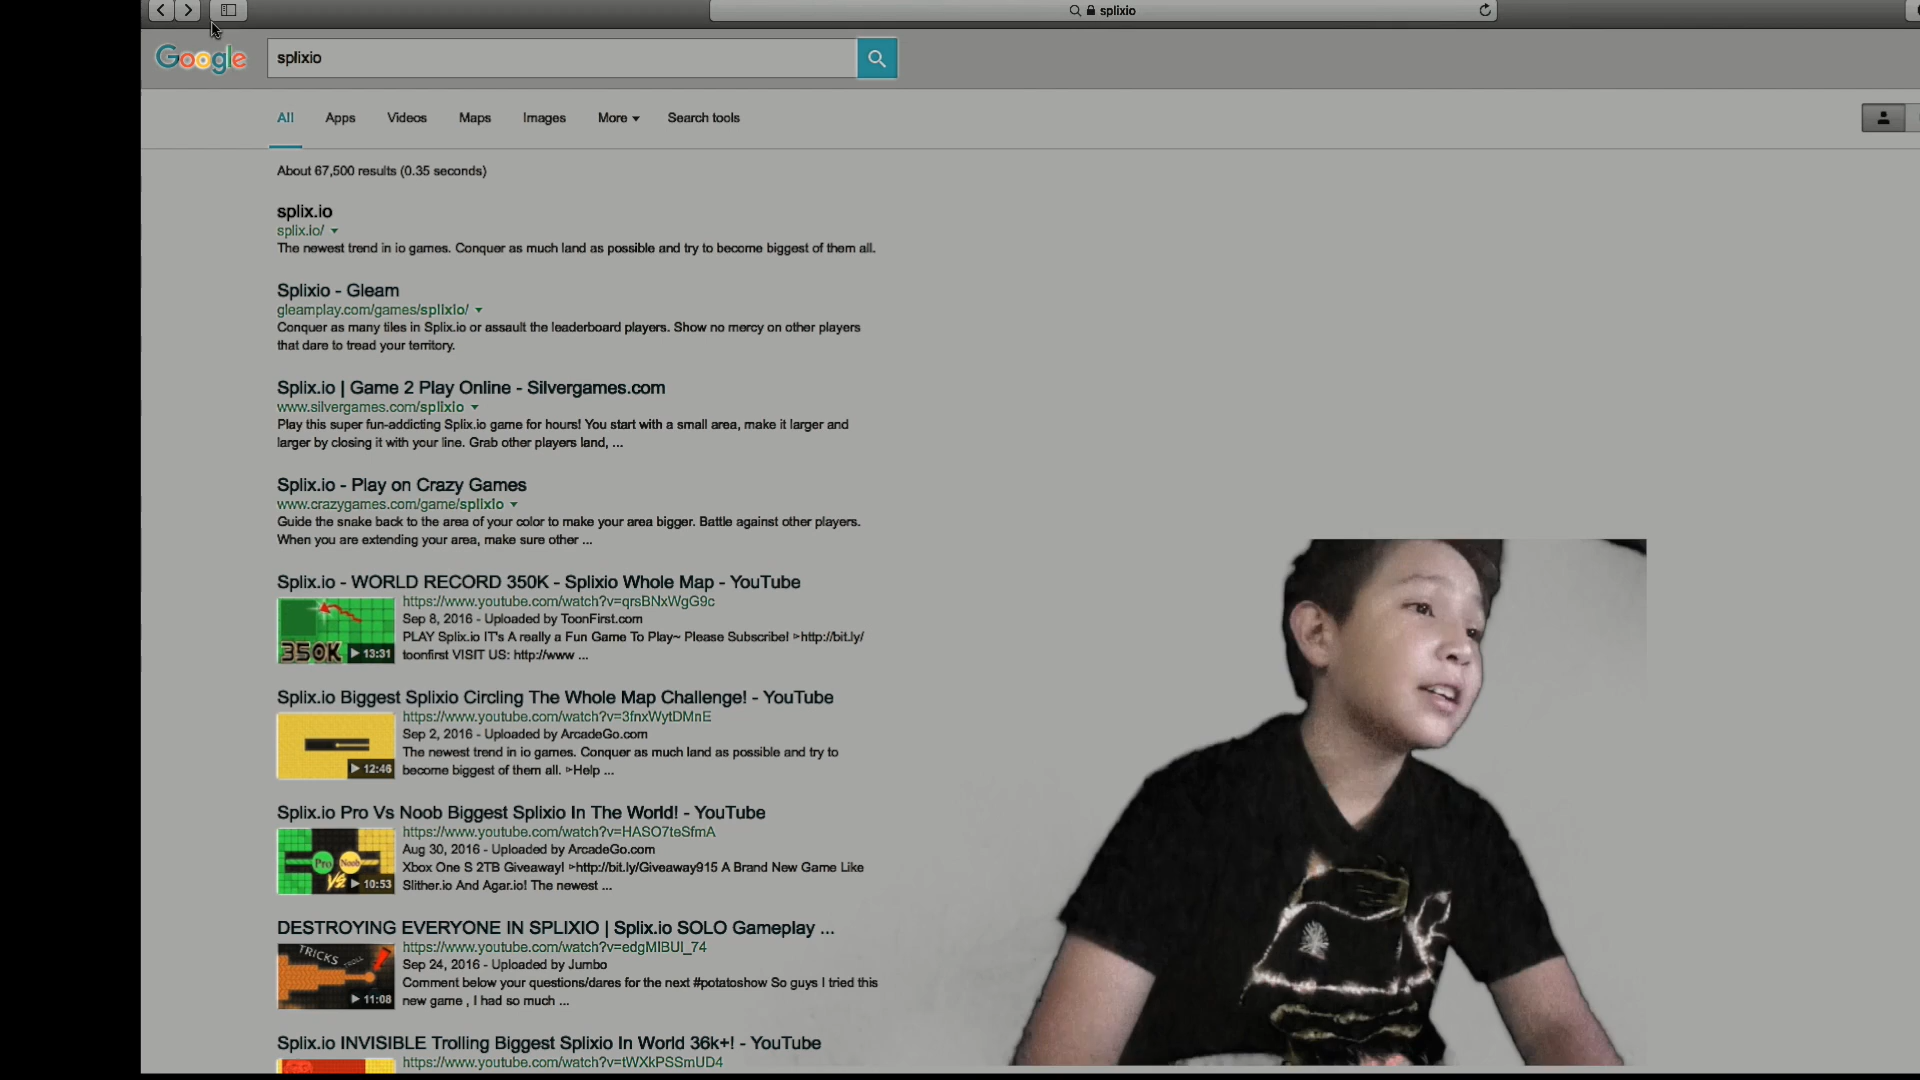 splixio
Google
splixio
All Apps Videos Maps Images More Search tools
About 67,500 results (0.35 seconds)
splix.io
splix.io/
The newest trend in io games. Conquer as much land as possible and try to become biggest of them all.
Splixio - Gleam
gleamplay.com/games/splixio/
Conquer as many tiles in Splix.io or assault the leaderboard players. Show no mercy on other players
that dare to tread your territory.
Splix.io | Game 2 Play Online - Silvergames.com
www.silvergames.com/splixio
Play this super fun-addicting Splix.io game for hours! You start with a small area, make it larger and
larger by closing it with your line. Grab other players land, ...
Splix.io - Play on Crazy Games
www.crazygames.com/game/splixio
Guide the snake back to the area of your color to make your area bigger. Battle against other players.
When you are extending your area, make sure other ...
Splix.io - WORLD RECORD 350K - Splixio Whole Map - YouTube
https://www.youtube.com/watch?v=qrsBNxWgG9c
Sep 8, 2016 - Uploaded by ToonFirst.com
PLAY Splix.io IT's A really a Fun Game To Play~ Please Subscribe! ▹http://bit.ly/
toonfirst VISIT US: http://www ...
350K 13:31
Splix.io Biggest Splixio Circling The Whole Map Challenge! - YouTube
https://www.youtube.com/watch?v=3fnxWytDMnE
Sep 2, 2016 - Uploaded by ArcadeGo.com
The newest trend in io games. Conquer as much land as possible and try to
become biggest of them all. ▹Help ...
12:46
Splix.io Pro Vs Noob Biggest Splixio In The World! - YouTube
https://www.youtube.com/watch?v=HASO7teSfmA
Aug 30, 2016 - Uploaded by ArcadeGo.com
Xbox One S 2TB Giveaway! ▹http://bit.ly/Giveaway915 A Brand New Game Like
Slither.io And Agar.io! The newest ...
Pro Noob
VS 10:53
DESTROYING EVERYONE IN SPLIXIO | Splix.io SOLO Gameplay ...
https://www.youtube.com/watch?v=edgMIBUI_74
Sep 24, 2016 - Uploaded by Jumbo
Comment below your questions/dares for the next #potatoshow So guys I tried this
new game , I had so much ...
TRICKS TROLL
11:08
Splix.io INVISIBLE Trolling Biggest Splixio In World 36k+! - YouTube
https://www.youtube.com/watch?v=tWXkPSSmUD4